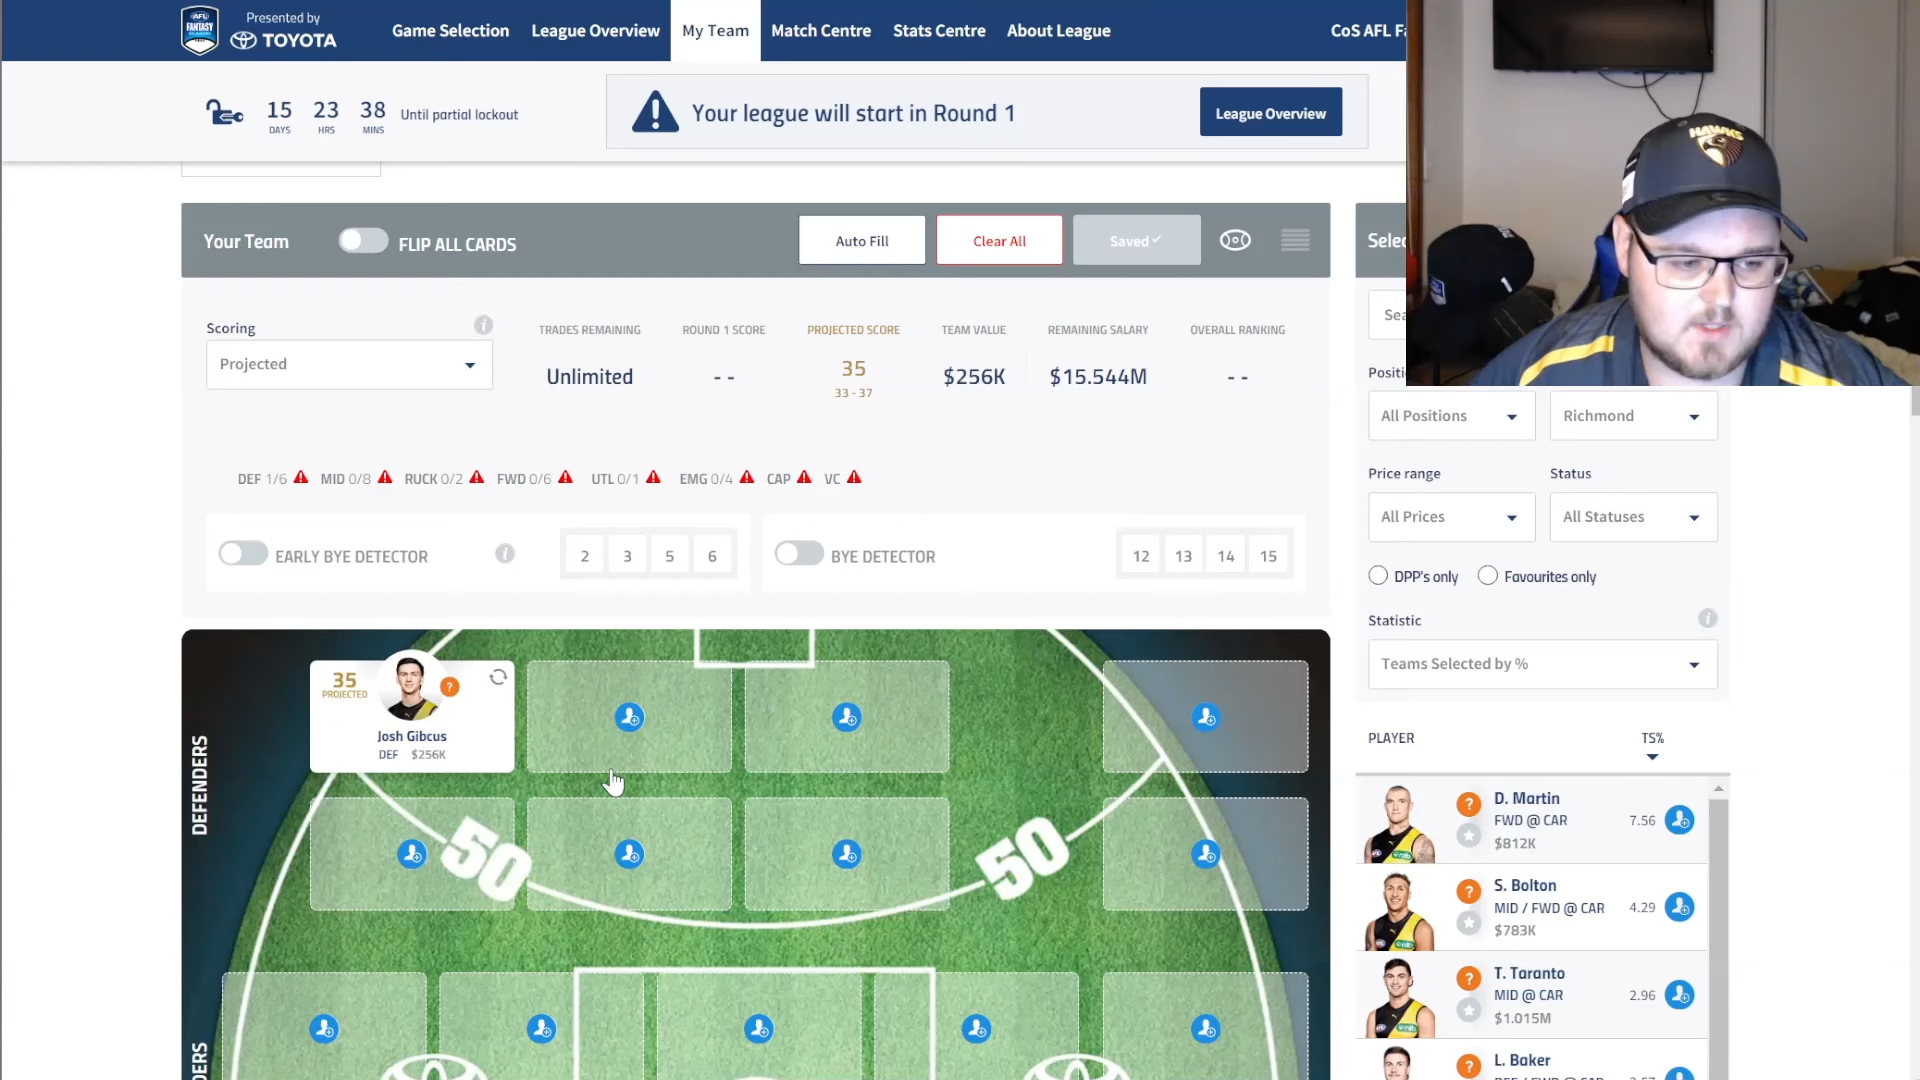 AFL
FANTASY
Presented by
TOYOTA
Game Selection
League Overview
My Team
Match Centre
Stats Centre
About League
CoS AFL Fa
15
DAYS
23
HRS
38
MINS
Until partial lockout
Your league will start in Round 1
League Overview
Your Team
FLIP ALL CARDS
Auto Fill
Clear All
Saved
Selec
HAWKS
Scoring
Projected
TRADES REMAINING
Unlimited
ROUND 1 SCORE
- -
PROJECTED SCORE
35
33 - 37
TEAM VALUE
$256K
REMAINING SALARY
$15.544M
OVERALL RANKING
- -
Sea
Positi
All Positions
Richmond
DEF 1/6
MID 0/8
RUCK 0/2
FWD 0/6
UTL 0/1
EMG 0/4
CAP
VC
Price range
All Prices
Status
All Statuses
EARLY BYE DETECTOR
2
3
5
6
BYE DETECTOR
12
13
14
15
DPP's only
Favourites only
Statistic
Teams Selected by %
DEFENDERS
35
PROJECTED
?
Josh Gibcus
DEF $256K
50
50
DERS
PLAYER
TS%
? D. Martin
FWD @ CAR
$812K
7.56
? S. Bolton
MID / FWD @ CAR
$783K
4.29
? T. Taranto
MID @ CAR
$1.015M
2.96
? L. Baker